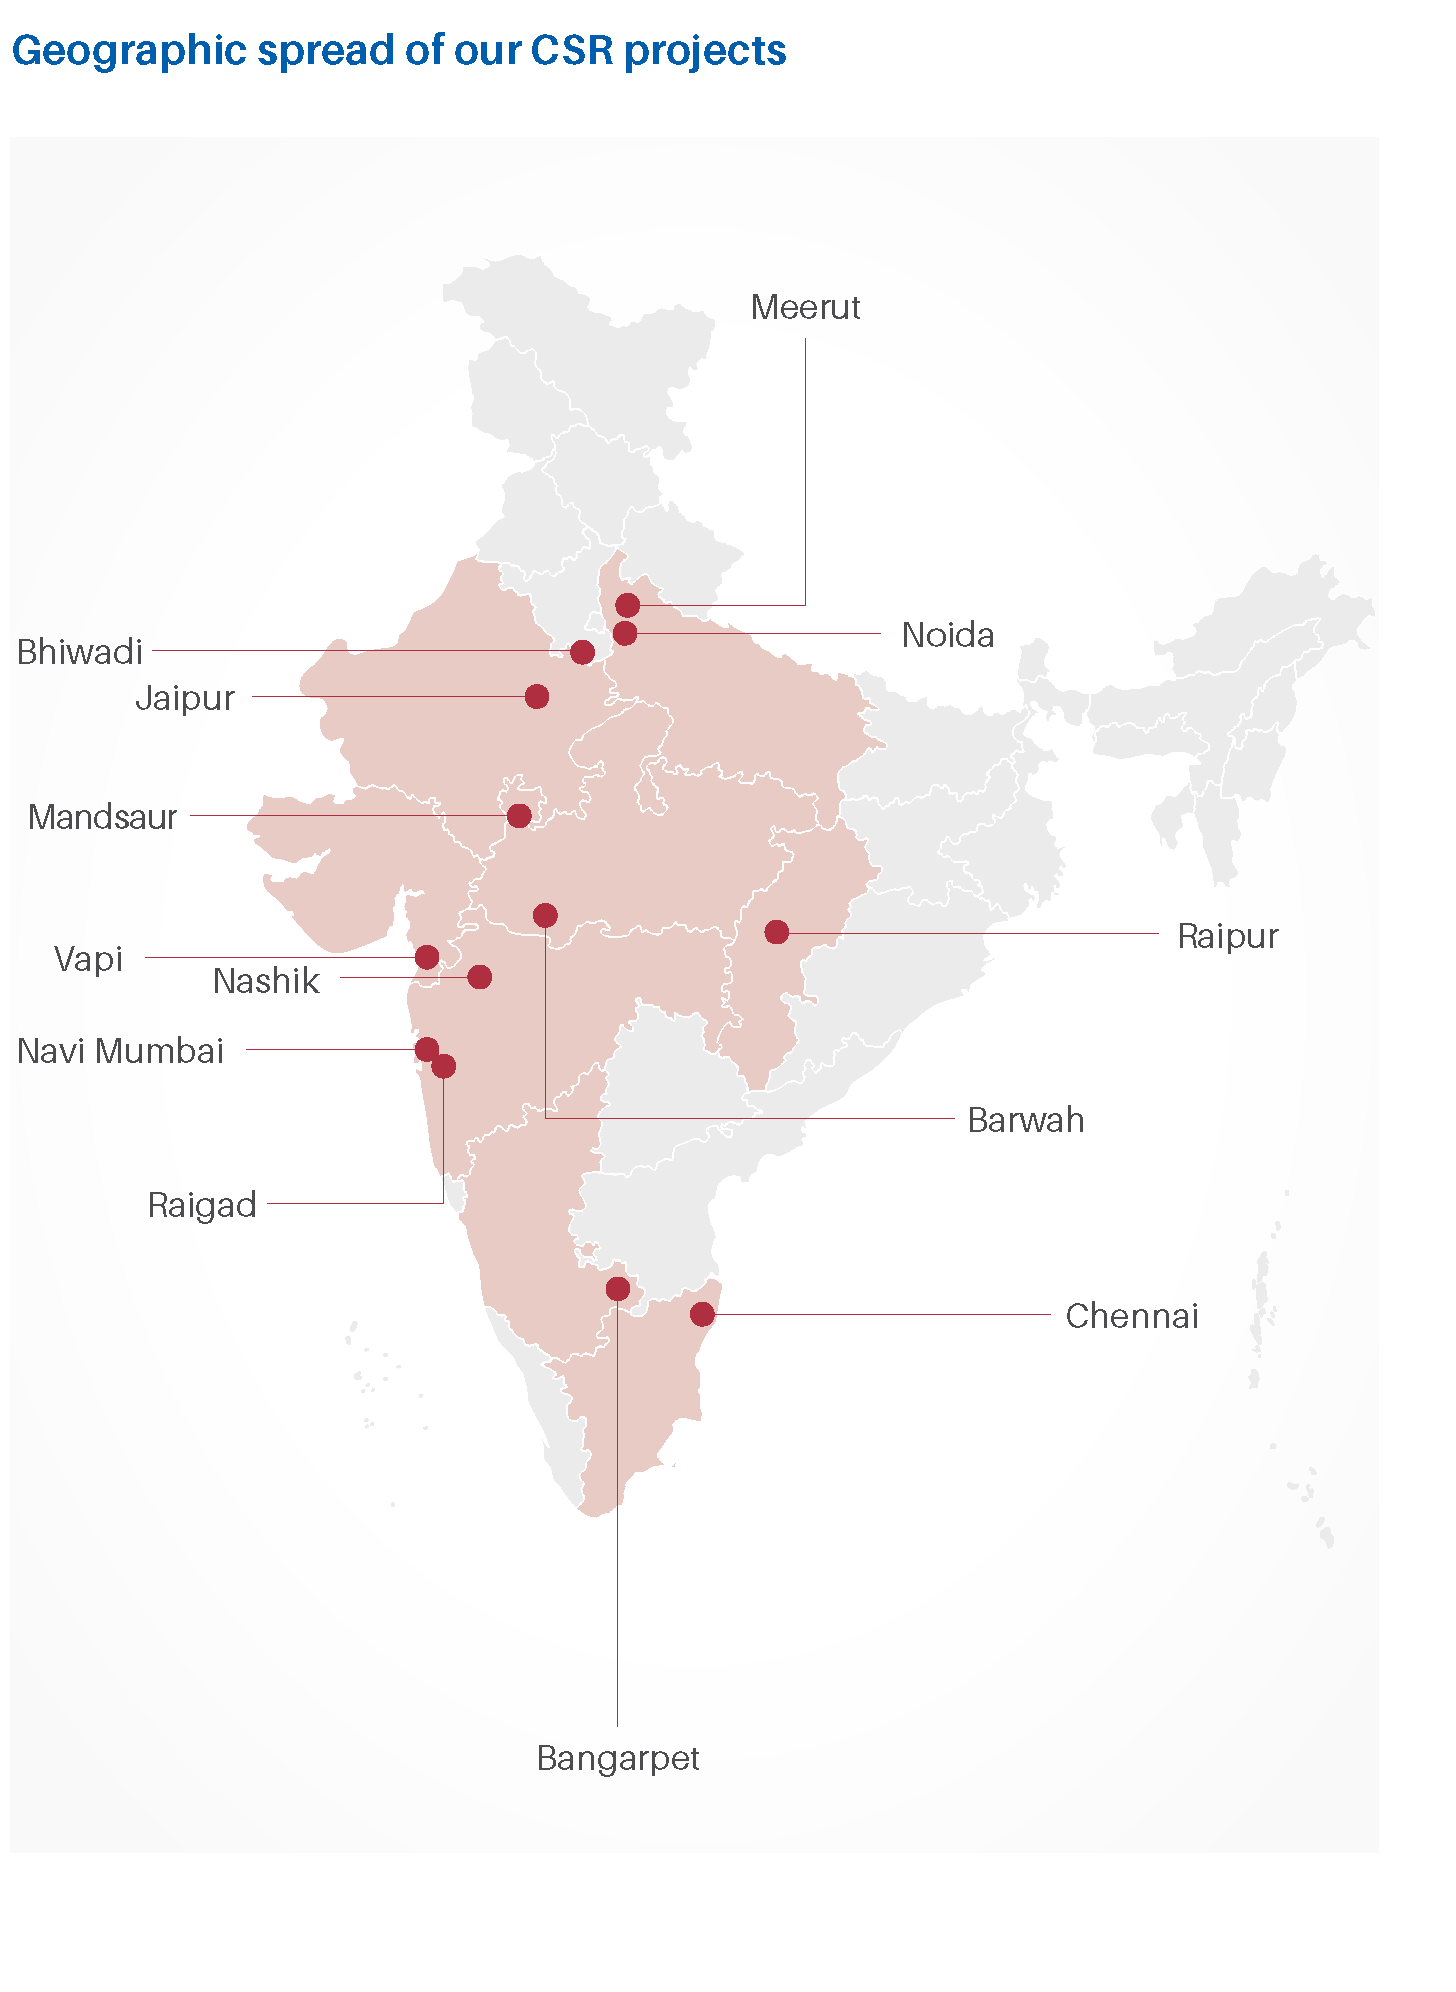 Geographic spread of our CSR projects
Meerut
Noida
Bhiwadi
Jaipur
Mandsaur
Raipur
Vapi
Nashik
Navi Mumbai
Barwah
Raigad
Chennai
Bangarpet